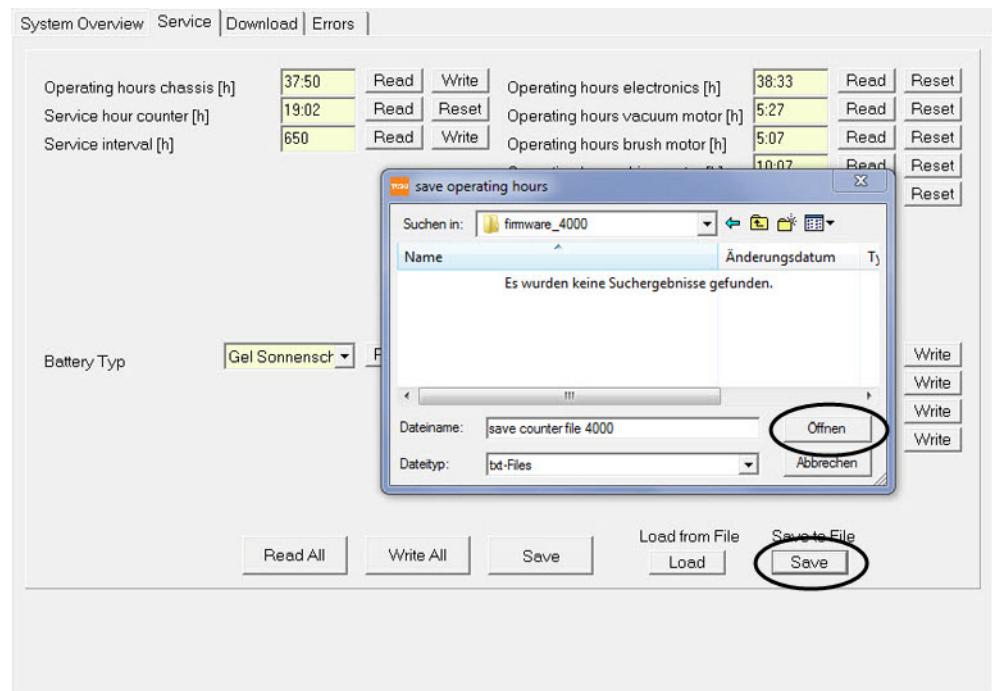 System Overview Service Download Errors
Operating hours chassis [h] 37:50 Read Write Operating hours electronics [h] 38:33 Read Reset
Service hour counter [h] 19:02 Read Reset Operating hours vacuum motor [h] 5:27 Read Reset
Service interval [h] 650 Read Write Operating hours brush motor [h] 5:07 Read Reset
10:07 Read Reset
save operating hours
Reset
Suchen in: firmware_4000
Name Änderungsdatum
Es wurden keine Suchergebnisse gefunden.
Battery Typ Gel Sonnensch Write
Write
Dateiname: save counter file 4000 Öffnen Write
Write
Dateityp: txt-Files Abbrechen
Load from File Save to File
Read All Write All Save Load Save